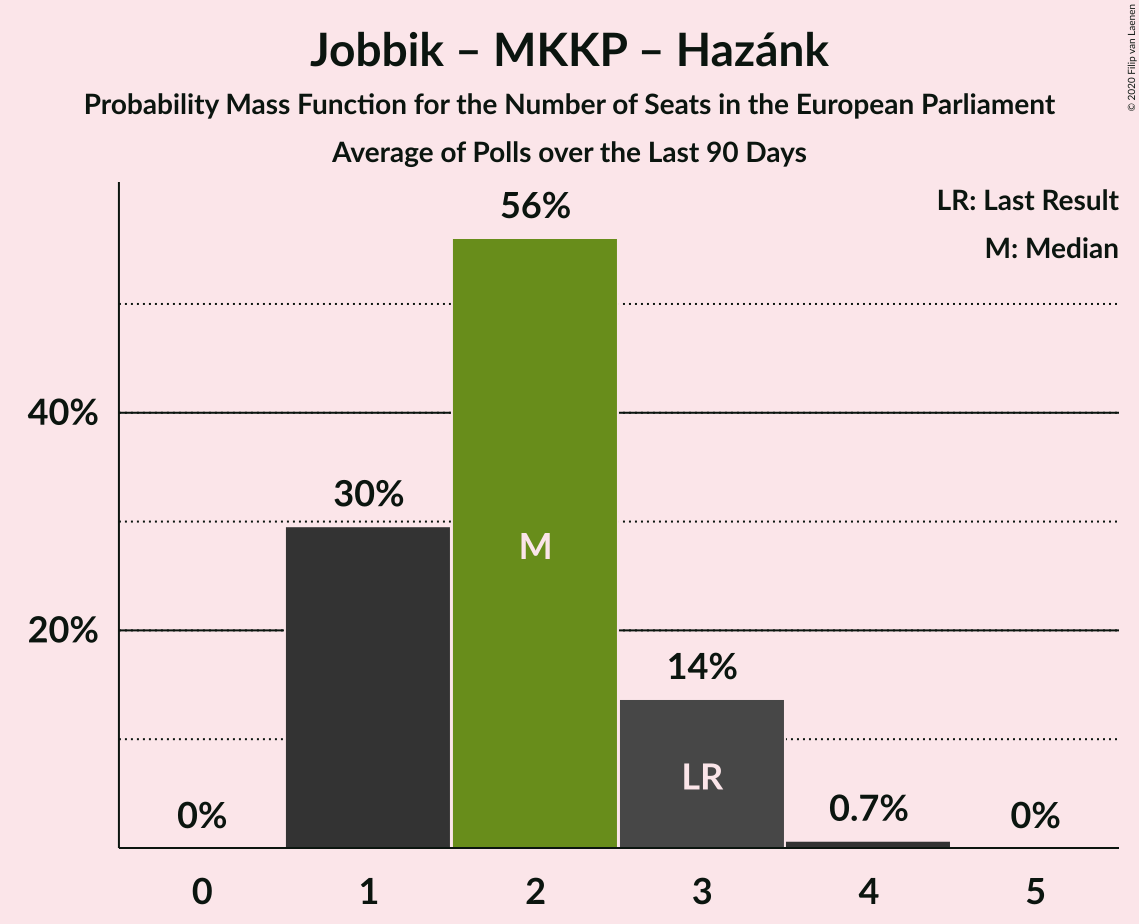 Jobbik – MKKP – Hazánk
Probability Mass Function for the Number of Seats in the European Parliament
Average of Polls over the Last 90 Days
© 2020 Filip van Laenen
LR: Last Result
M: Median
56%
40%
30%
M
20%
14%
LR
0%
0.7%
0%
0 1 2 3 4 5